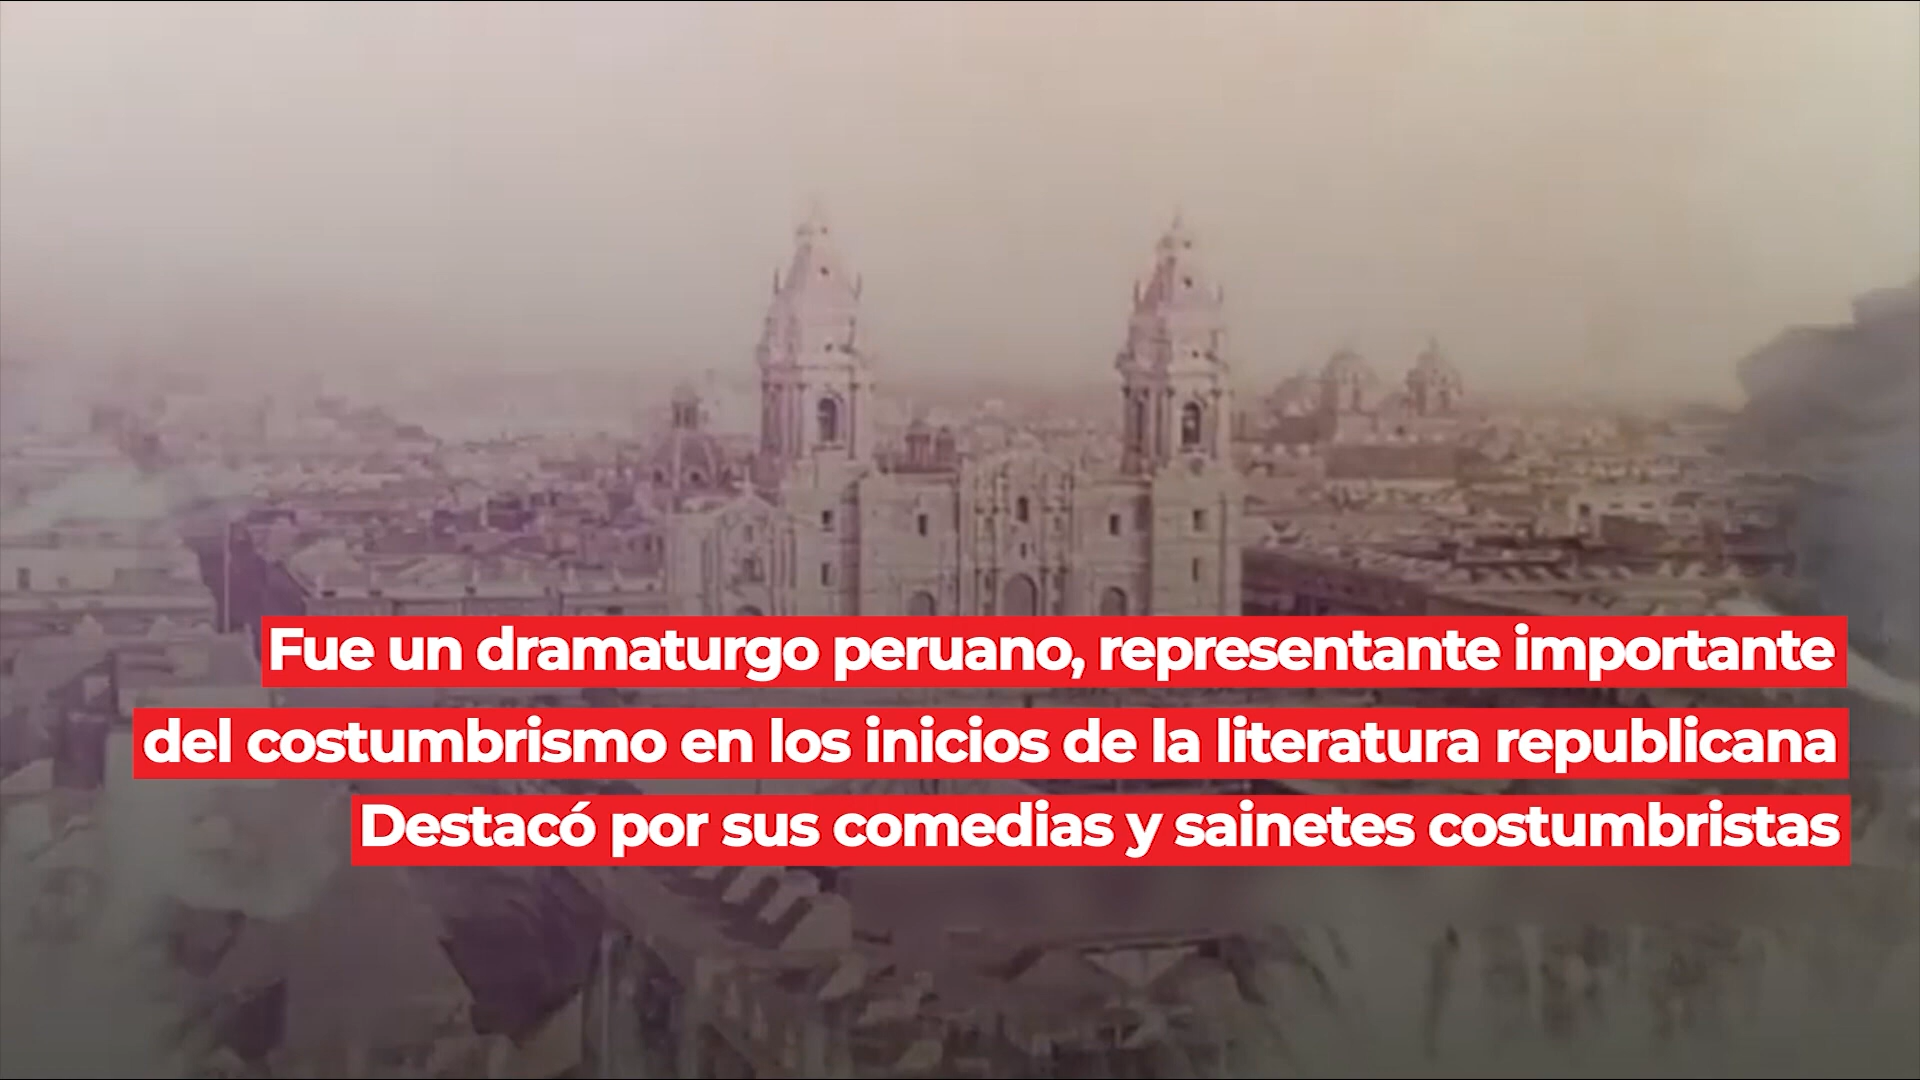 Fue un dramaturgo peruano, representante importante
del costumbrismo en los inicios de la literatura republicana
Destacó por sus comedias y sainetes costumbristas